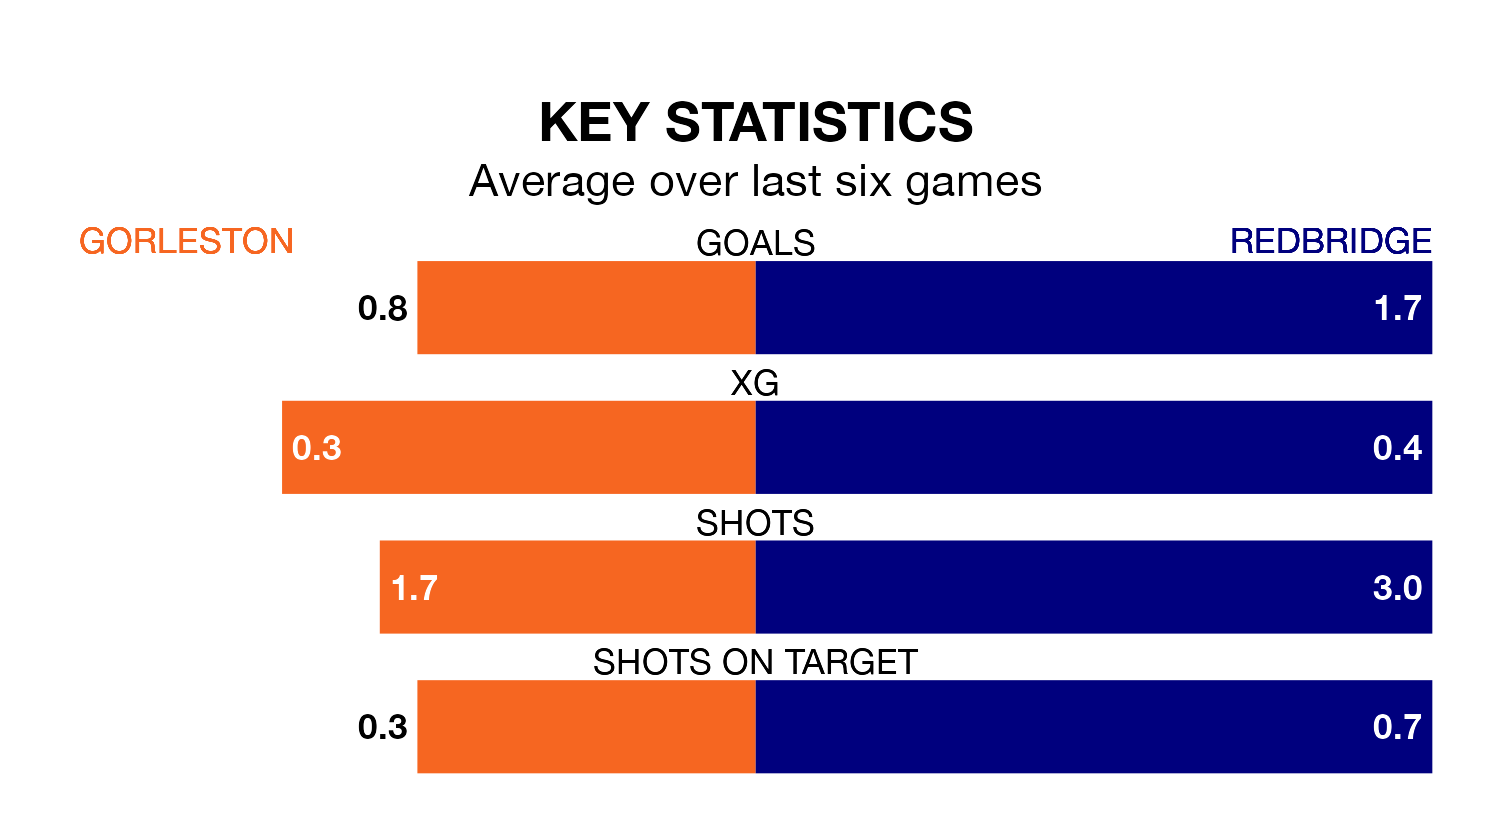 KEY STATISTICS
Average over last six games
GORLESTON
GOALS
REDBRIDGE
0.8
1.7
XG
0.3
0.4
SHOTS
1.7
3.0
SHOTS ON TARGET
0.3
0.7